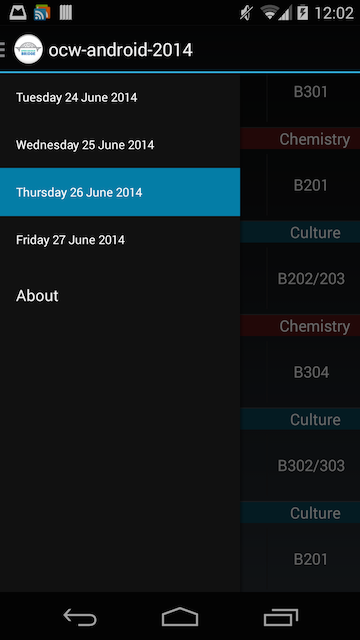 12:02
ocw-android-2014
BRIDGE
Tuesday 24 June 2014
Wednesday 25 June 2014
Thursday 26 June 2014
Friday 27 June 2014
About
B301
Chemistry
B201
Culture
B202/203
Chemistry
B304
Culture
B302/303
Culture
B201